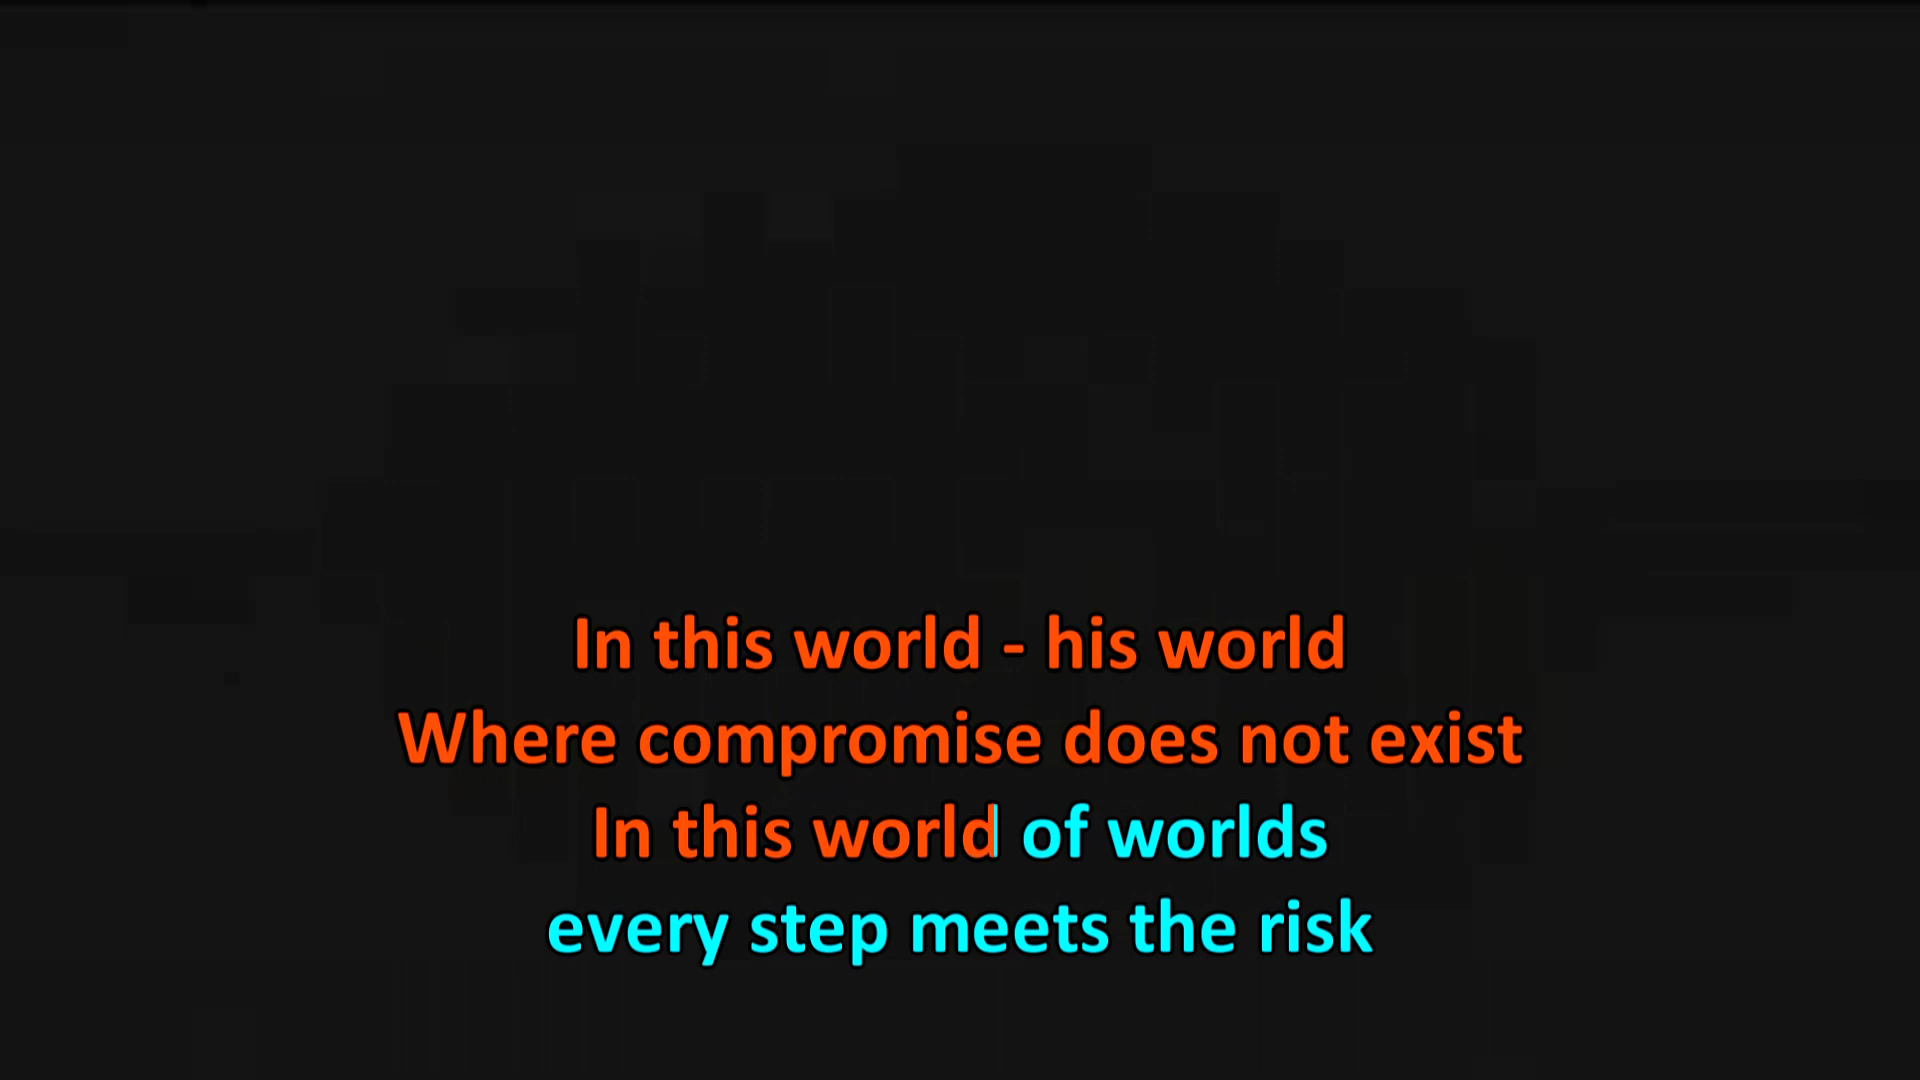 In this world - his world
Where compromise does not exist
In this world of worlds
every step meets the risk